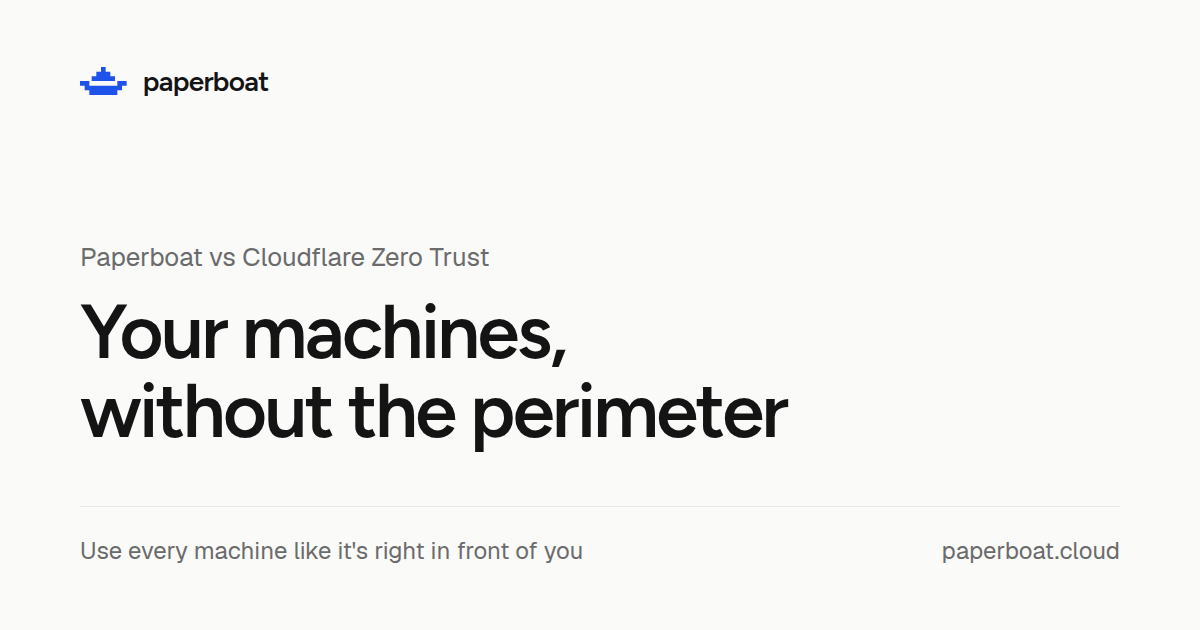 paperboat
Paperboat vs Cloudflare Zero Trust
Your machines,
without the perimeter
Use every machine like it's right in front of you
paperboat.cloud